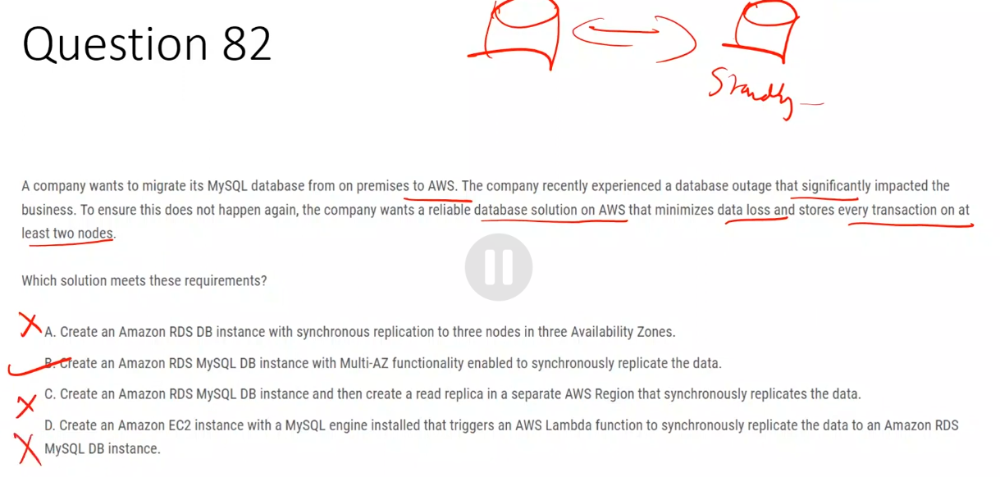 Question 82
Standby
A company wants to migrate its MySQL database from on premises to AWS. The company recently experienced a database outage that significantly impacted the
business. To ensure this does not happen again, the company wants a reliable database solution on AWS that minimizes data loss and stores every transaction on at
least two nodes.
Which solution meets these requirements?
A. Create an Amazon RDS DB instance with synchronous replication to three nodes in three Availability Zones.
B. Create an Amazon RDS MySQL DB instance with Multi-AZ functionality enabled to synchronously replicate the data.
C. Create an Amazon RDS MySQL DB instance and then create a read replica in a separate AWS Region that synchronously replicates the data.
D. Create an Amazon EC2 instance with a MySQL engine installed that triggers an AWS Lambda function to synchronously replicate the data to an Amazon RDS
MySQL DB instance.